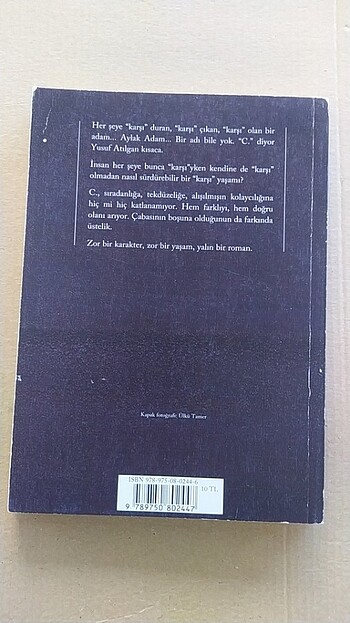 Her şeye "karşı" duran, "karşı" çıkan, "karşı" olan bir
adam... Aylak Adam... Bir adı bile yok. "C." diyor
Yusuf Atılgan kısaca.
İnsan her şeye bunca "karşı"yken kendine de "karşı"
olmadan nasıl sürdürebilir bir "karşı" yaşamı?
C., sıradanlığa, tekdüzeliğe, alışılmışın kolaycılığına
hiç mi hiç katlanamıyor. Hem farklıyı, hem doğru
olanı arıyor. Çabasının boşuna olduğunun da farkında
üstelik.
Zor bir karakter, zor bir yaşam, yalın bir roman.
Kapak fotoğrafı: Ülkü Tamer
ISBN 978-975-08-0244-6
10 TL
9 789750 802447